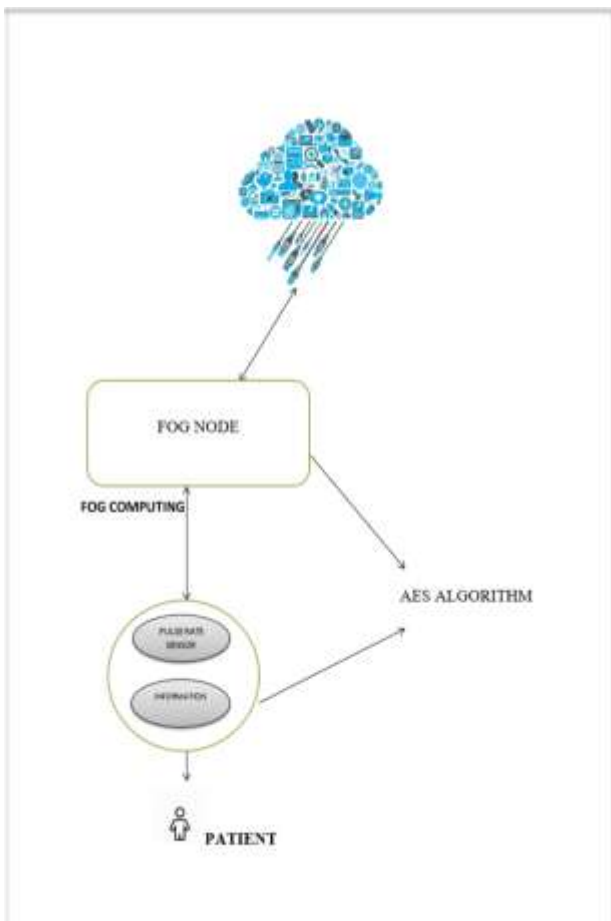 FOG NODE
FOG COMPUTING
AES ALGORITHM
PULSE RATE
SENSOR
INFORMATION
PATIENT